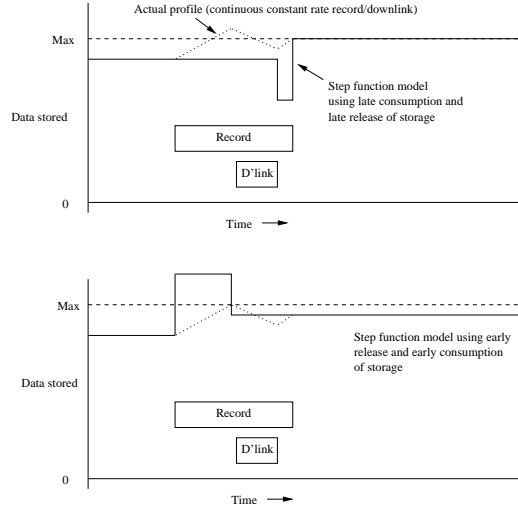 Actual profile (continuous constant rate record/downlink)
Max
Step function model
using late consumption and
late release of storage
Data stored
Record
D'link
0
Time
Max
Step function model using early
release and early consumption
of storage
Data stored
Record
D'link
0
Time